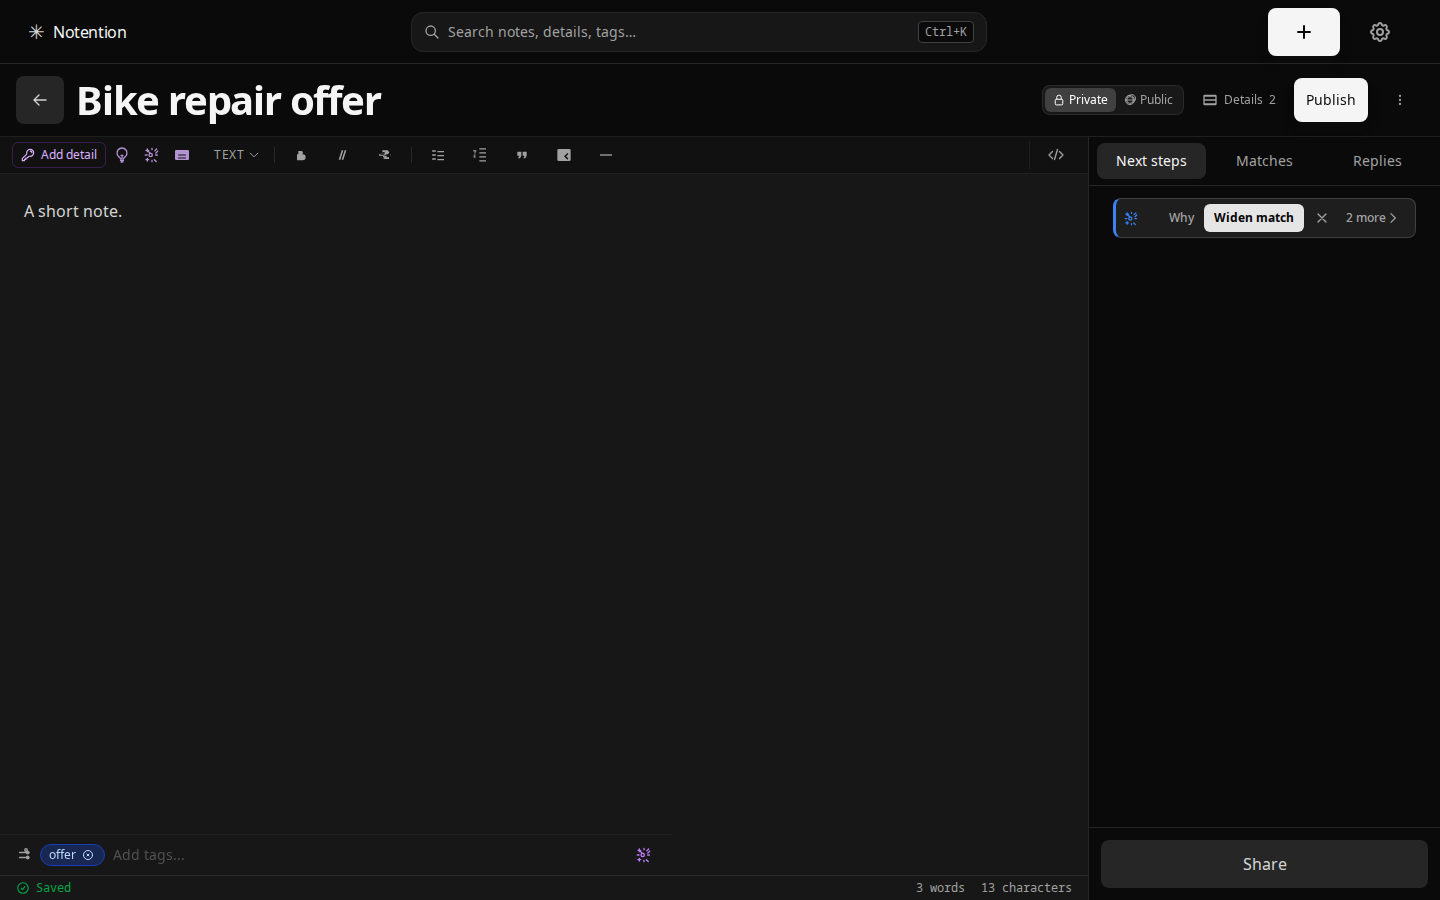 Notention
Search notes, details, tags...
Ctrl+K
Bike repair offer
Private
Public
Details 2
Publish
Add detail
TEXT
Next steps
Matches
Replies
A short note.
Why
Widen match
2 more
offer
Add tags...
Share
Saved
3 words 13 characters